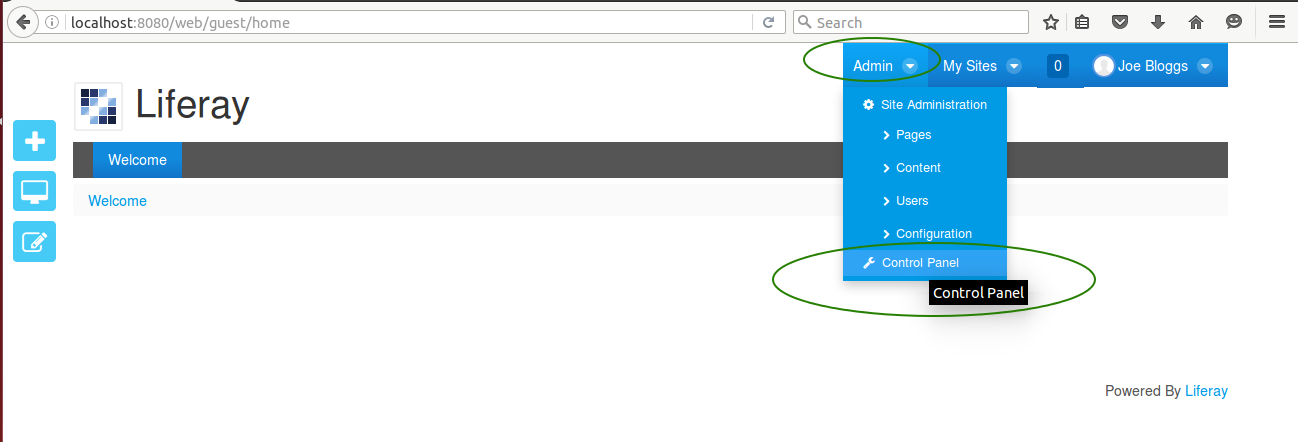 localhost:8080/web/guest/home
Search
Admin My Sites 0 Joe Bloggs
Liferay
Site Administration
Pages
Welcome
Content
Welcome
Users
Configuration
Control Panel
Control Panel
Powered By Liferay